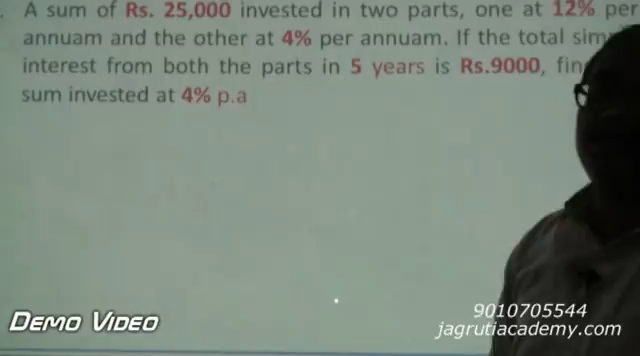 A sum of Rs. 25,000 invested in two parts, one at 12% per
annuam and the other at 4% per annuam. If the total
interest from both the parts in 5 years is Rs.9000,
sum invested at 4% p.a
9010705544
Demo Video
jagrutiacademy.com